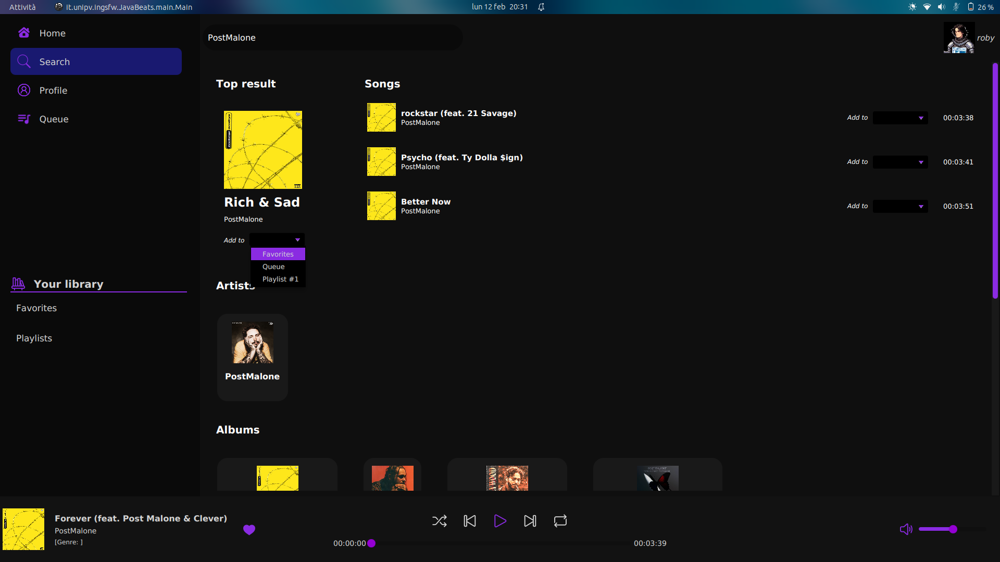 Attività it.unipv.ingsfw.JavaBeats.main.Main lun 12 feb 20:31 26 %
Home
Search
Profile
Queue
Your library
Favorites
Playlists
PostMalone
roby
Top result
Rich & Sad
PostMalone
Add to
Favorites
Queue
Playlist #1
Songs
rockstar (feat. 21 Savage)
PostMalone
Add to 00:03:38
Psycho (feat. Ty Dolla $ign)
PostMalone
Add to 00:03:41
Better Now
PostMalone
Add to 00:03:51
Artists
PostMalone
Albums
Forever (feat. Post Malone & Clever)
PostMalone
[Genre: ]
00:00:00 00:03:39